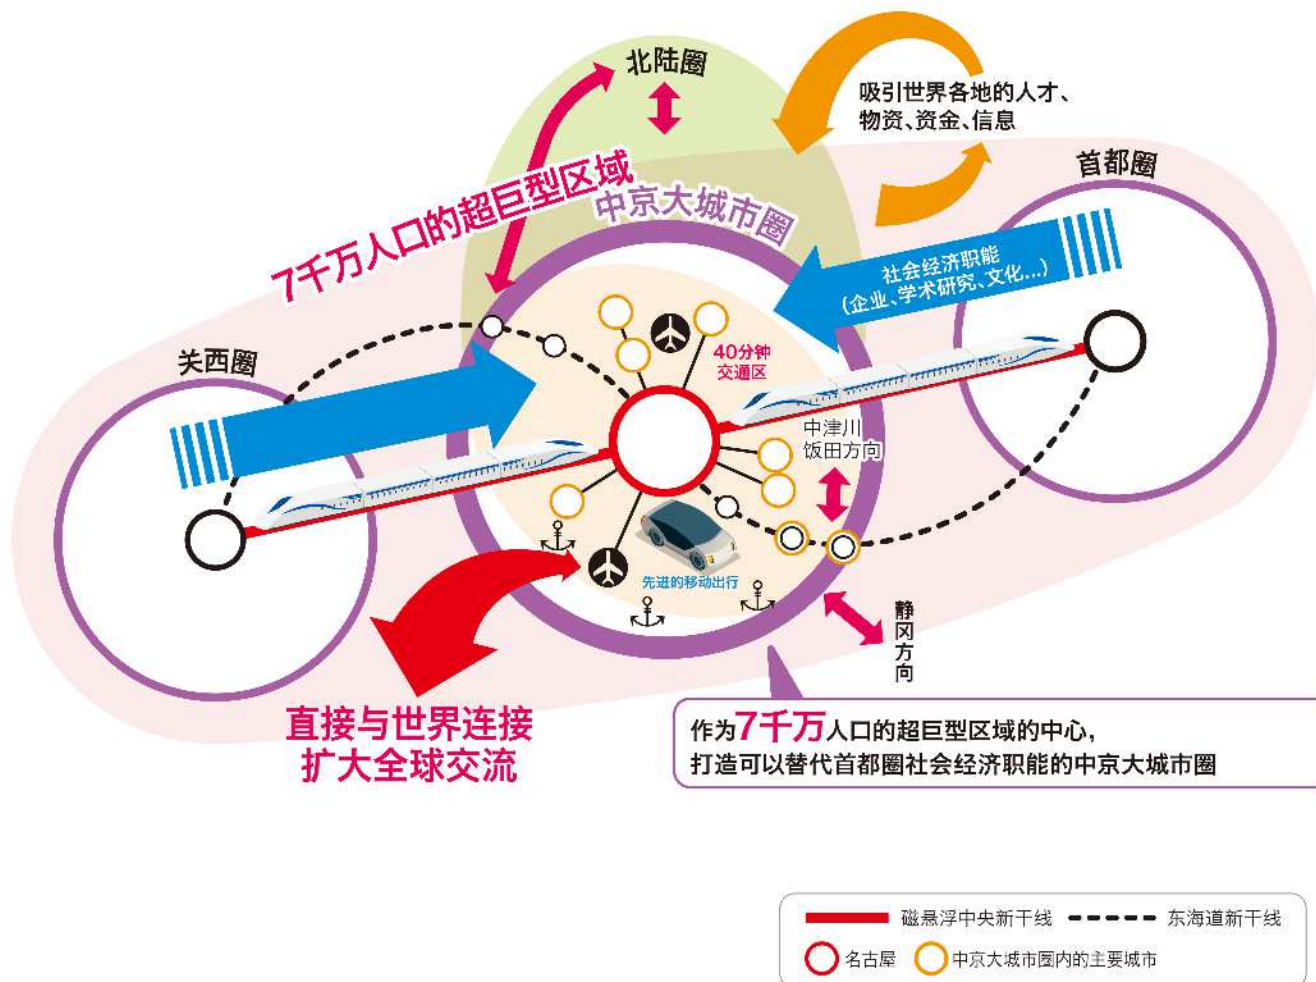 北陆圈
吸引世界各地的人才、
物资、资金、信息
首都圈
7千万人口的超巨型区域
中京大城市圈
社会经济职能
（企业、学术研究、文化...）
关西圈
40分钟
交通区
中津川
饭田方向
先进的移动出行
静冈方向
直接与世界连接
扩大全球交流
作为7千万人口的超巨型区域的中心,
打造可以替代首都圈社会经济职能的中京大城市圈
磁悬浮中央新干线
东海道新干线
名古屋
中京大城市圈内的主要城市